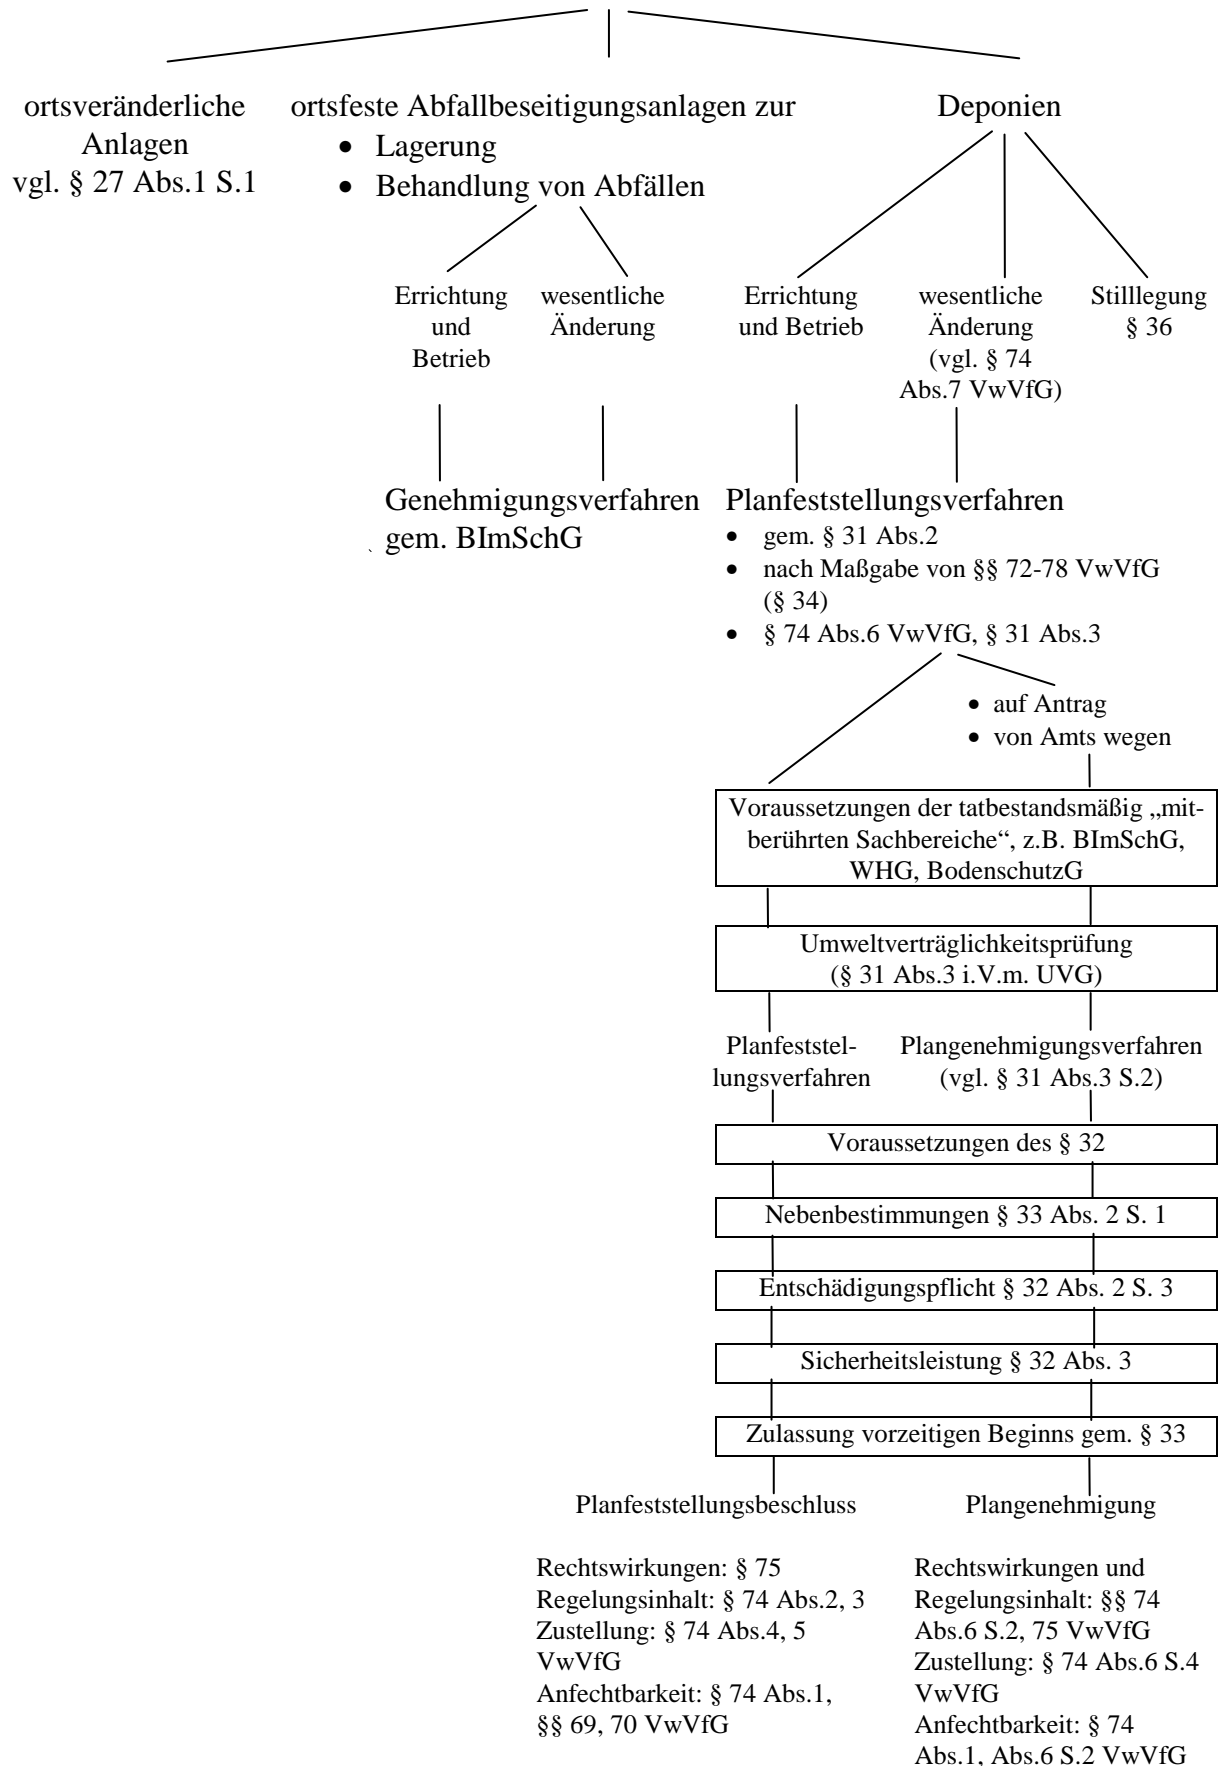 ortsveränderliche
Anlagen
vgl. § 27 Abs.1 S.1
ortsfeste Abfallbeseitigungsanlagen zur
• Lagerung
• Behandlung von Abfällen
Deponien
Errichtung
und
Betrieb
wesentliche
Änderung
Errichtung
und Betrieb
wesentliche
Änderung
(vgl. § 74
Abs.7 VwVfG)
Stilllegung
§ 36
Genehmigungsverfahren
gem. BImSchG
Planfeststellungsverfahren
• gem. § 31 Abs.2
• nach Maßgabe von §§ 72-78 VwVfG
(§ 34)
• § 74 Abs.6 VwVfG, § 31 Abs.3
• auf Antrag
• von Amts wegen
Voraussetzungen der tatbestandsmäßig „mit-
berührten Sachbereiche“, z.B. BImSchG,
WHG, BodenschutzG
Umweltverträglichkeitsprüfung
(§ 31 Abs.3 i.V.m. UVG)
Planfeststel-
lungsverfahren
Plangenehmigungsverfahren
(vgl. § 31 Abs.3 S.2)
Voraussetzungen des § 32
Nebenbestimmungen § 33 Abs. 2 S. 1
Entschädigungspflicht § 32 Abs. 2 S. 3
Sicherheitsleistung § 32 Abs. 3
Zulassung vorzeitigen Beginns gem. § 33
Planfeststellungsbeschluss
Plangenehmigung
Rechtswirkungen: § 75
Regelungsinhalt: § 74 Abs.2, 3
Zustellung: § 74 Abs.4, 5
VwVfG
Anfechtbarkeit: § 74 Abs.1,
§§ 69, 70 VwVfG
Rechtswirkungen und
Regelungsinhalt: §§ 74
Abs.6 S.2, 75 VwVfG
Zustellung: § 74 Abs.6 S.4
VwVfG
Anfechtbarkeit: § 74
Abs.1, Abs.6 S.2 VwVfG